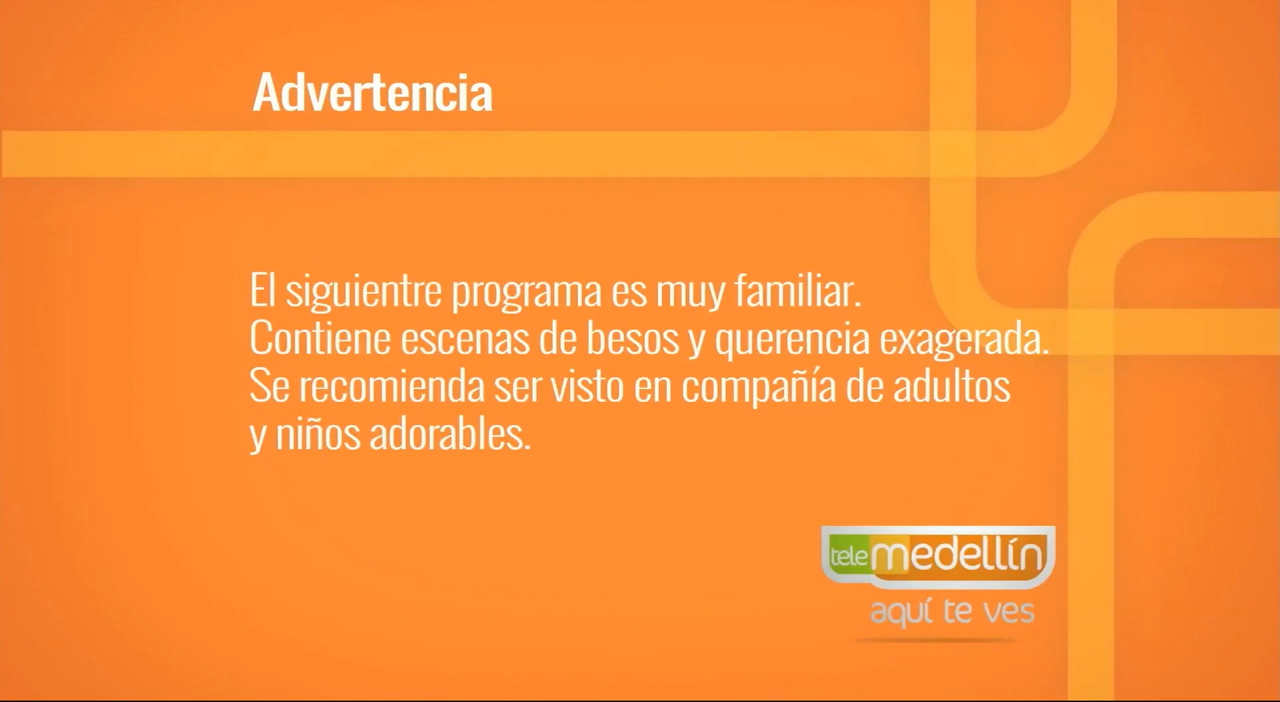 Advertencia
El siguientre programa es muy familiar.
Contiene escenas de besos y querencia exagerada.
Se recomienda ser visto en compañía de adultos
y niños adorables.
tele medellín
aquí te ves